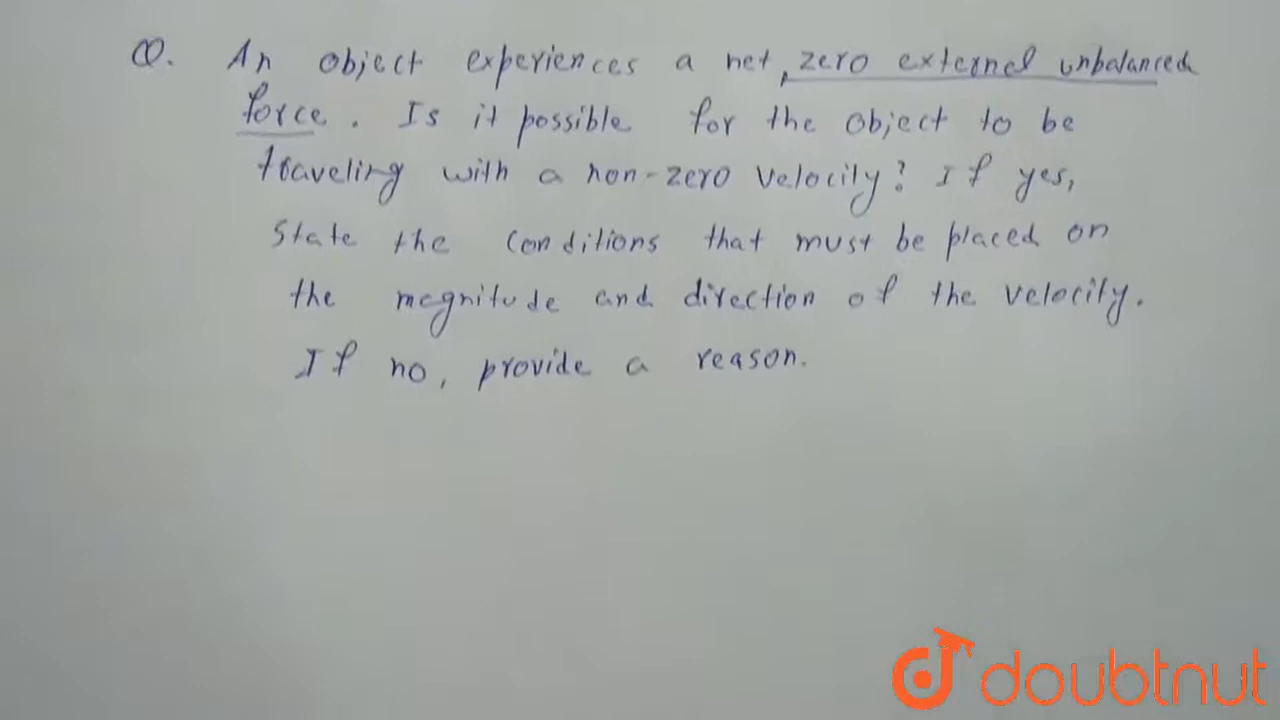 Q. An object experiences a net, zero external unbalanced
force. Is it possible for the object to be
traveling with a non-zero velocity? If yes,
state the conditions that must be placed on
the magnitude and direction of the velocity.
If no, provide a reason.
doubtnut